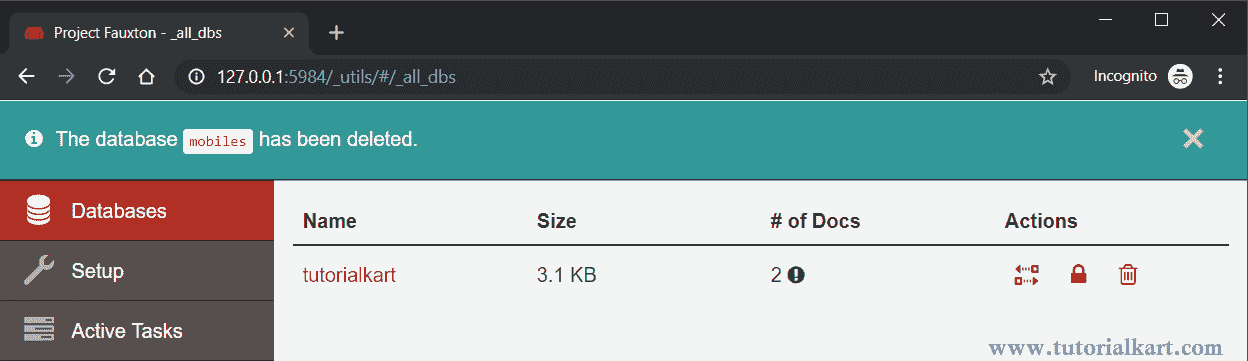 Project Fauxton - _all_dbs
127.0.0.1:5984/_utils/#/_all_dbs
Incognito
The database mobiles has been deleted.
Databases
Name Size # of Docs Actions
Setup
tutorialkart 3.1 KB 2
Active Tasks
www.tutorialkart.com